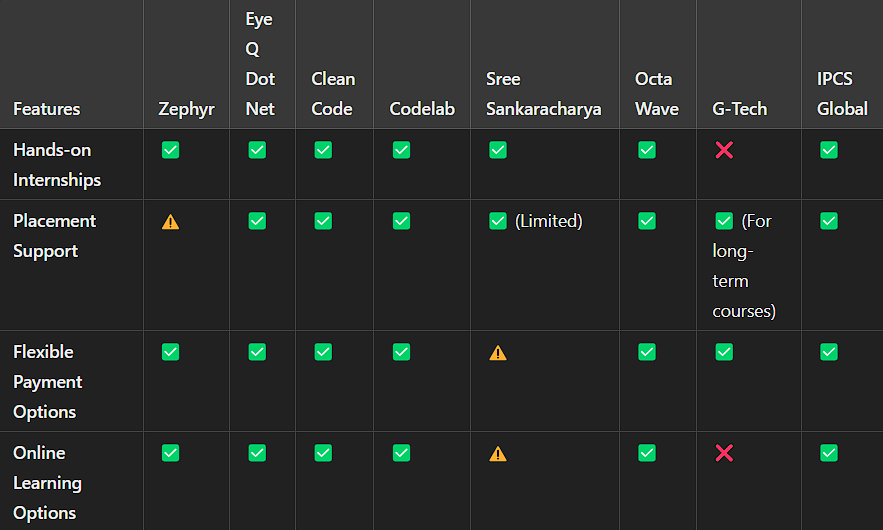 Features Zephyr Eye Q Dot Net Clean Code Codelab Sree Sankaracharya Octa Wave G-Tech IPCS Global
Hands-on Internships ✅ ✅ ✅ ✅ ✅ ✅ ❌ ✅
Placement Support ⚠️ ✅ ✅ ✅ ✅ (Limited) ✅ ✅ (For long-term courses) ✅
Flexible Payment Options ✅ ✅ ✅ ✅ ⚠️ ✅ ✅ ✅
Online Learning Options ✅ ✅ ✅ ✅ ⚠️ ✅ ❌ ✅